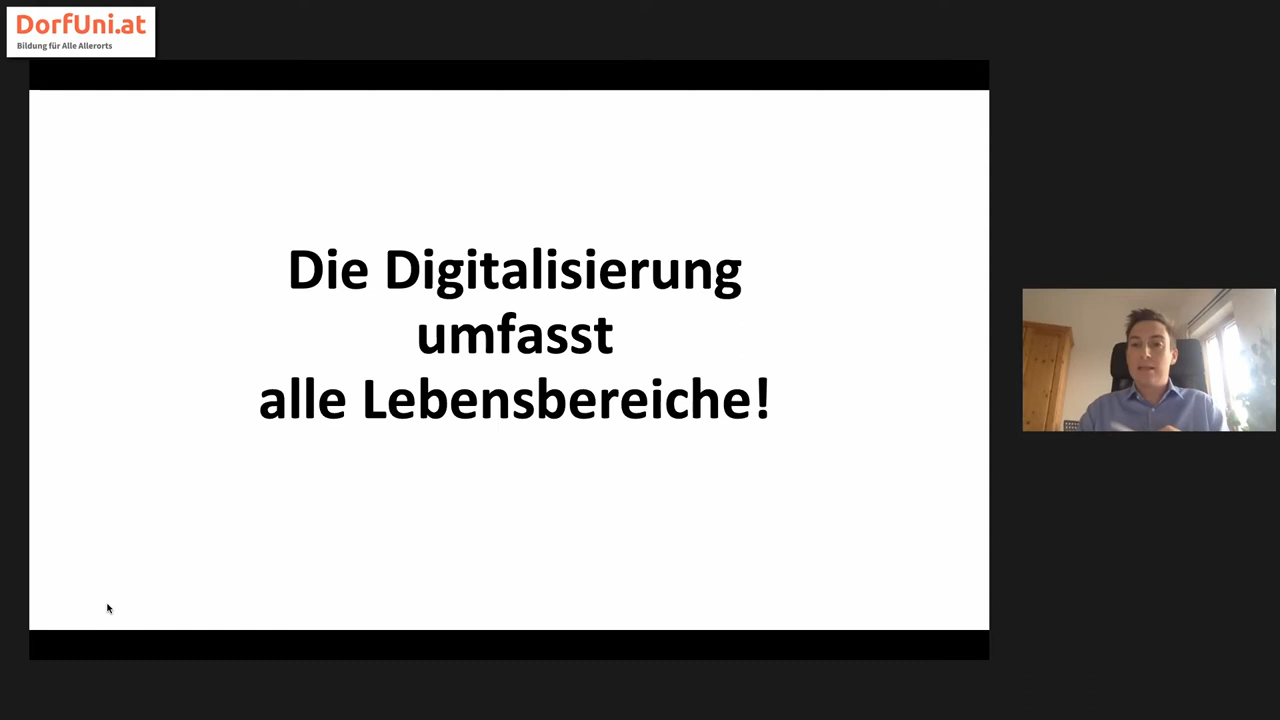 DorfUni.at
Bildung für Alle Allerorts
Die Digitalisierung
umfasst
alle Lebensbereiche!